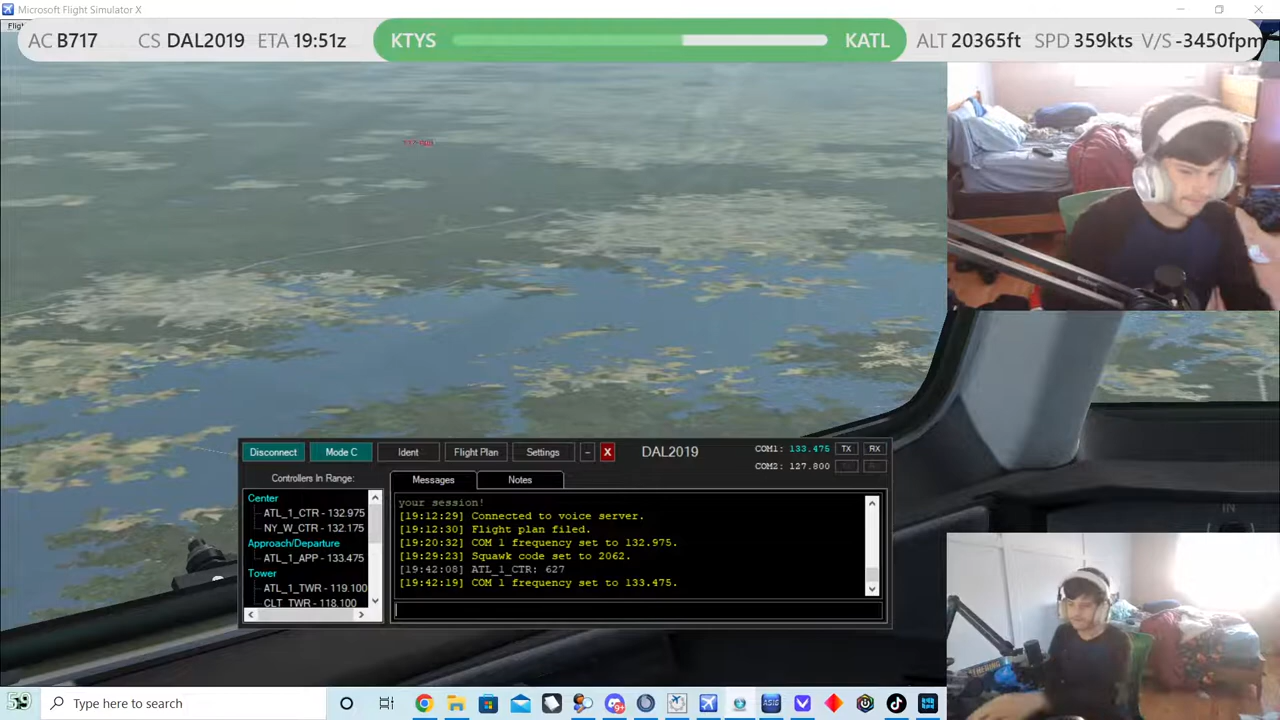 Microsoft Flight Simulator X
AC B717 CS DAL2019 ETA 19:51z KTYS KATL ALT 20365ft SPD 359kts V/S -3450fpm
Disconnect Mode C Ident Flight Plan Settings – X DAL2019 COM1: 133.475 TX RX
COM2: 127.800
Controllers In Range:
Center
ATL_1_CTR - 132.975
NY_W_CTR - 132.175
Approach/Departure
ATL_1_APP - 133.475
Tower
ATL_1_TWR - 119.100
CLT_TWR - 118.100
Messages Notes
your session!
[19:12:29] Connected to voice server.
[19:12:30] Flight plan filed.
[19:20:32] COM 1 frequency set to 132.975.
[19:29:23] Squawk code set to 2062.
[19:42:08] ATL_1_CTR: 627
[19:42:19] COM 1 frequency set to 133.475.
IN
59 Type here to search 99+